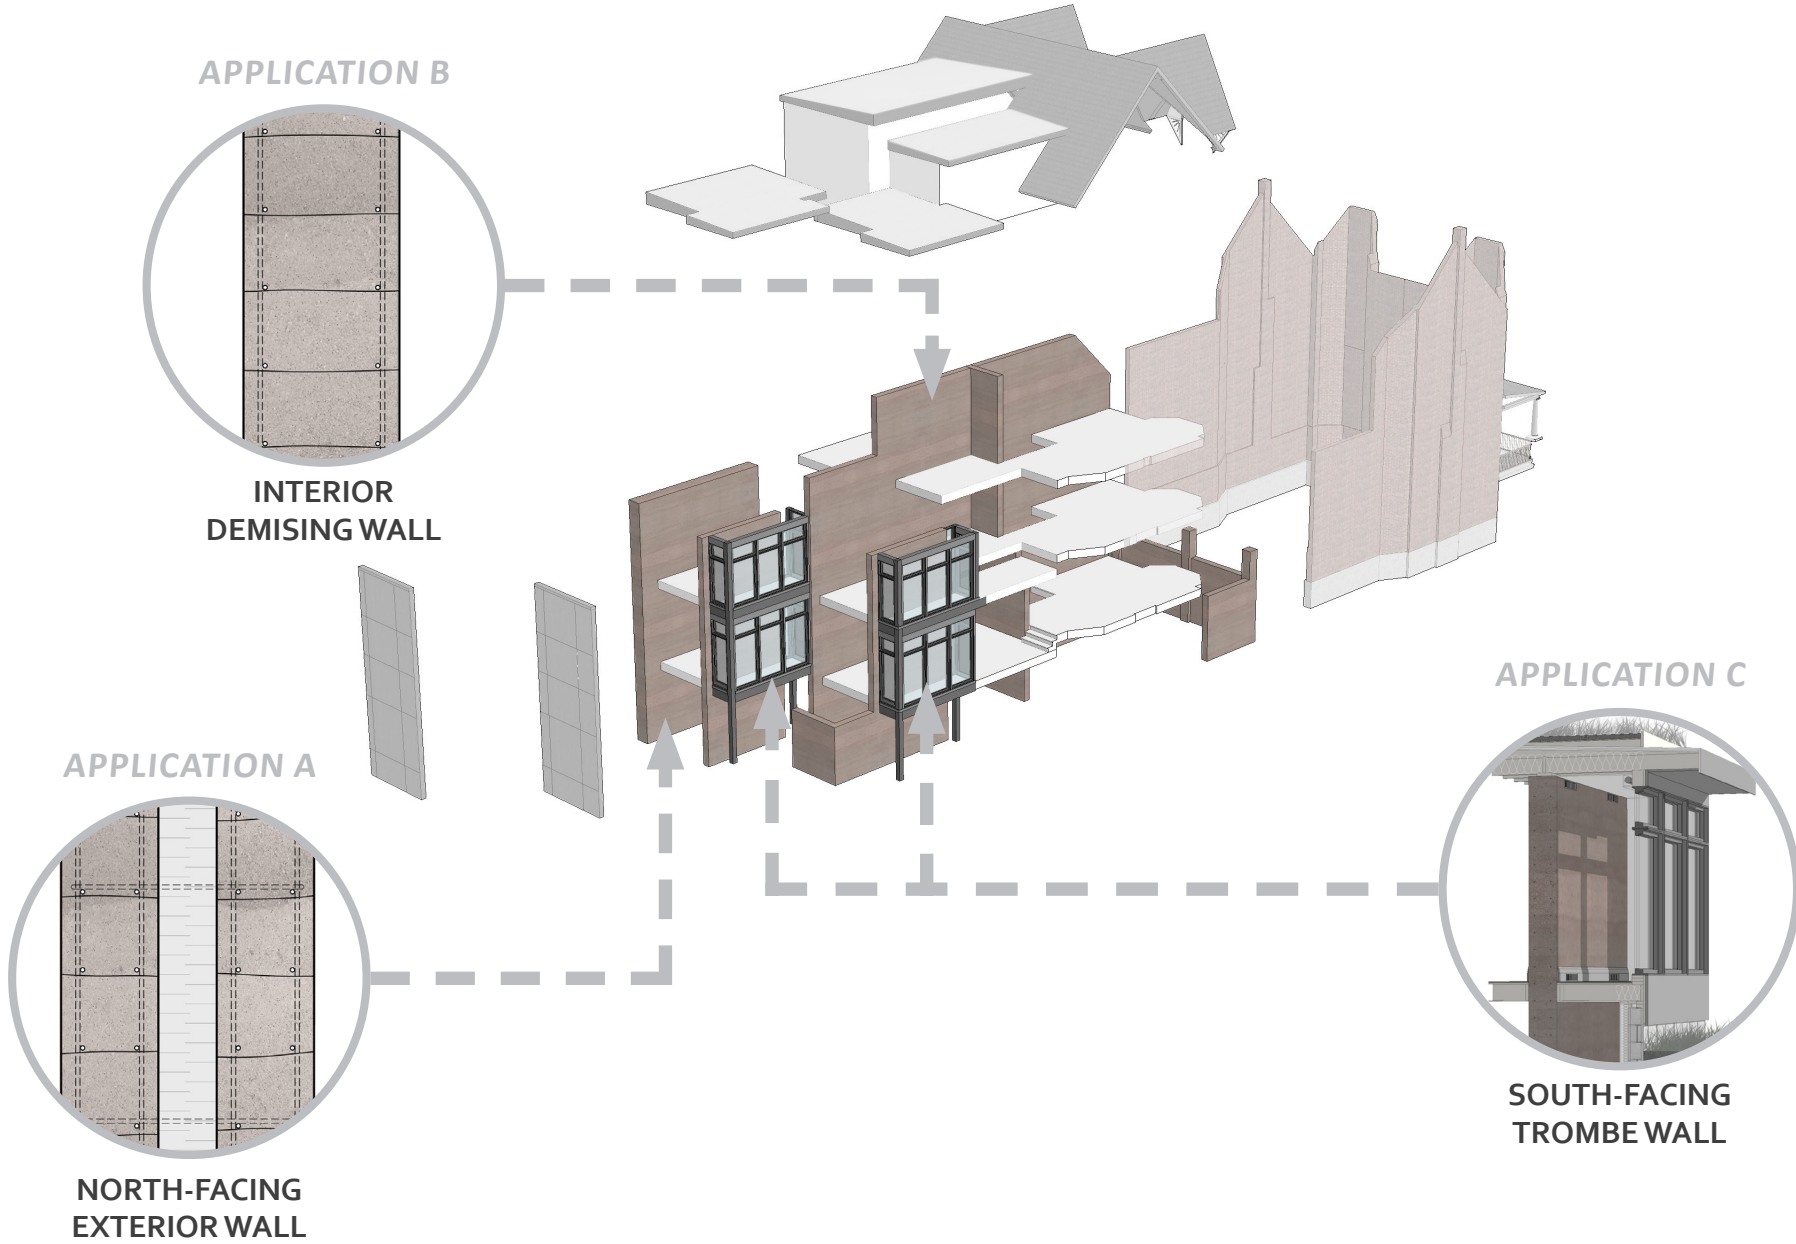 APPLICATION B
INTERIOR
DEMISING WALL
APPLICATION A
NORTH-FACING
EXTERIOR WALL
APPLICATION C
SOUTH-FACING
TROMBE WALL